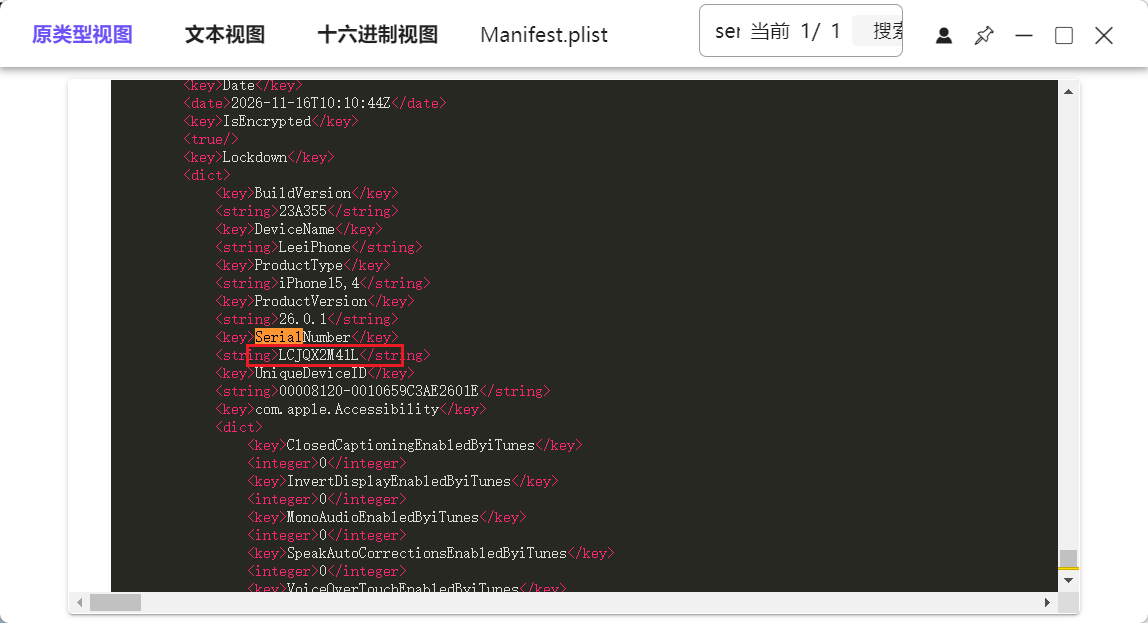 原类型视图 文本视图 十六进制视图 Manifest.plist ser 当前 1/ 1 搜索
<key>Date</key>
<date>2026-11-16T10:10:44Z</date>
<key>IsEncrypted</key>
<true/>
<key>Lockdown</key>
<dict>
<key>BuildVersion</key>
<string>23A355</string>
<key>DeviceName</key>
<string>LeeiPhone</string>
<key>ProductType</key>
<string>iPhone15,4</string>
<key>ProductVersion</key>
<string>26.0.1</string>
<key>SerialNumber</key>
<string>LCJQX2M41L</string>
<key>UniqueDeviceID</key>
<string>00008120-0010659C3AE2601E</string>
<key>com.apple.Accessibility</key>
<dict>
<key>ClosedCaptioningEnabledByiTunes</key>
<integer>0</integer>
<key>InvertDisplayEnabledByiTunes</key>
<integer>0</integer>
<key>MonoAudioEnabledByiTunes</key>
<integer>0</integer>
<key>SpeakAutoCorrectionsEnabledByiTunes</key>
<integer>0</integer>
<key>VoiceOverTouchEnabledByiTunes</key>